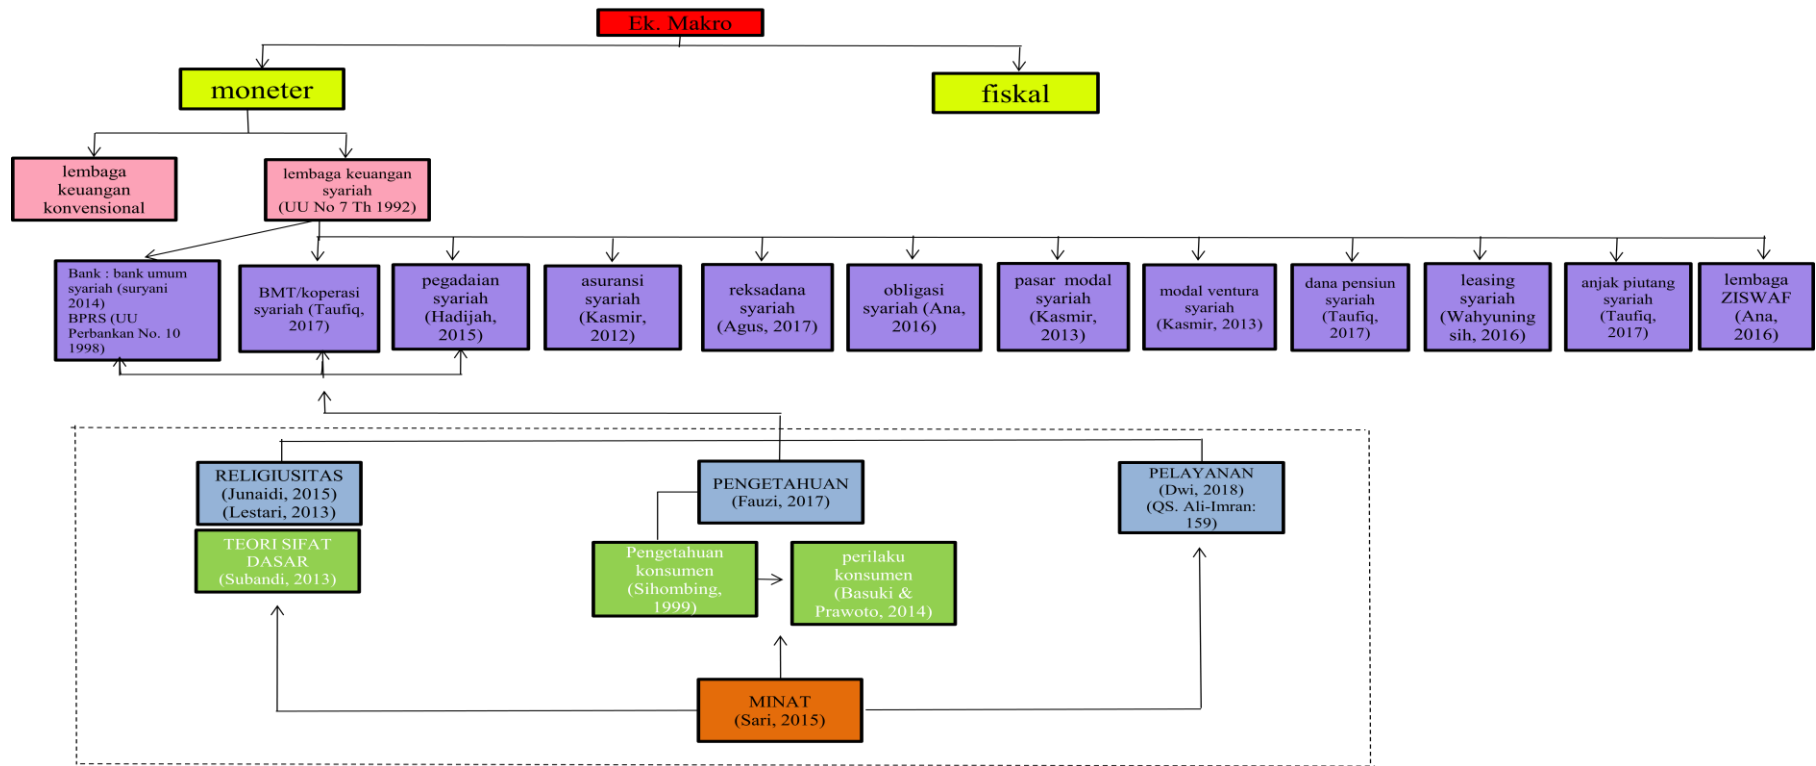 Ek. Makro
moneter
fiskal
lembaga
keuangan
konvensional
lembaga keuangan
syariah
(UU No 7 Th 1992)
Bank : bank umum
syariah (suryani
2014)
BPRS (UU
Perbankan No. 10
1998)
BMT/koperasi
syariah (Taufiq,
2017)
pegadaian
syariah
(Hadijah,
2015)
asuransi
syariah
(Kasmir,
2012)
reksadana
syariah
(Agus, 2017)
obligasi
syariah (Ana,
2016)
pasar modal
syariah
(Kasmir,
2013)
modal ventura
syariah
(Kasmir, 2013)
dana pensiun
syariah
(Taufiq,
2017)
leasing
syariah
(Wahyuning
sih, 2016)
anjak piutang
syariah
(Taufiq,
2017)
lembaga
ZISWAF
(Ana,
2016)
RELIGIUSITAS
(Junaidi, 2015)
(Lestari, 2013)
PENGETAHUAN
(Fauzi, 2017)
PELAYANAN
(Dwi, 2018)
(QS. Ali-Imran:
159)
TEORI SIFAT
DASAR
(Subandi, 2013)
Pengetahuan
konsumen
(Sihombing,
1999)
perilaku
konsumen
(Basuki &
Prawoto, 2014)
MINAT
(Sari, 2015)